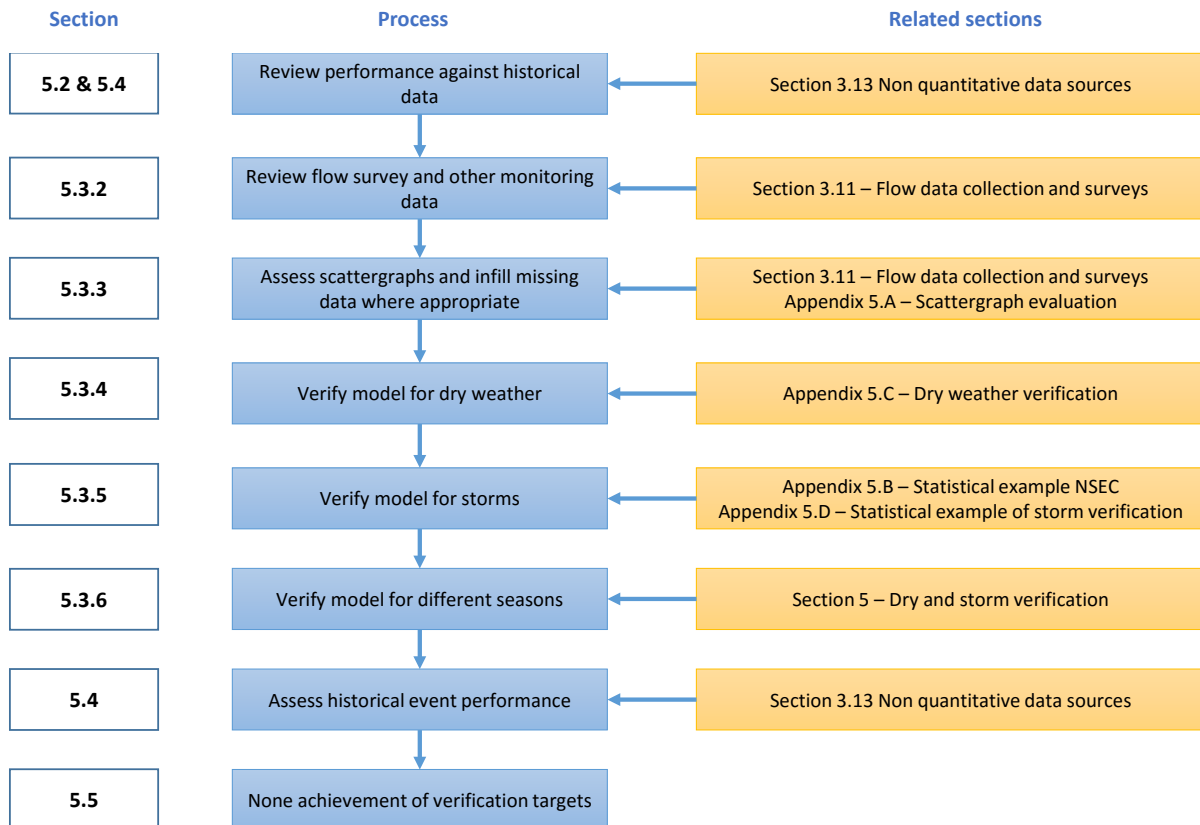 Section
Process
Related sections
5.2 & 5.4
Review performance against historical
data
Section 3.13 Non quantitative data sources
5.3.2
Review flow survey and other monitoring
data
Section 3.11 – Flow data collection and surveys
5.3.3
Assess scattergraphs and infill missing
data where appropriate
Section 3.11 – Flow data collection and surveys
Appendix 5.A – Scattergraph evaluation
5.3.4
Verify model for dry weather
Appendix 5.C – Dry weather verification
5.3.5
Verify model for storms
Appendix 5.B – Statistical example NSEC
Appendix 5.D – Statistical example of storm verification
5.3.6
Verify model for different seasons
Section 5 – Dry and storm verification
5.4
Assess historical event performance
Section 3.13 Non quantitative data sources
5.5
None achievement of verification targets